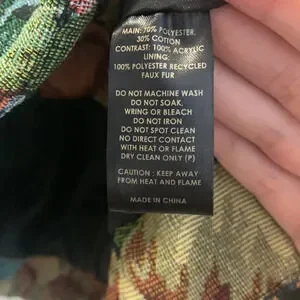 MAIN: 70% POLYESTER,
30% COTTON
CONTRAST: 100% ACRYLIC
LINING:
100% POLYESTER RECYCLED
FAUX FUR
DO NOT MACHINE WASH
DO NOT SOAK,
WRING OR BLEACH
DO NOT IRON
DO NOT SPOT CLEAN
NO DIRECT CONTACT
WITH HEAT OR FLAME
DRY CLEAN ONLY (P)
CAUTION : KEEP AWAY
FROM HEAT AND FLAME
MADE IN CHINA